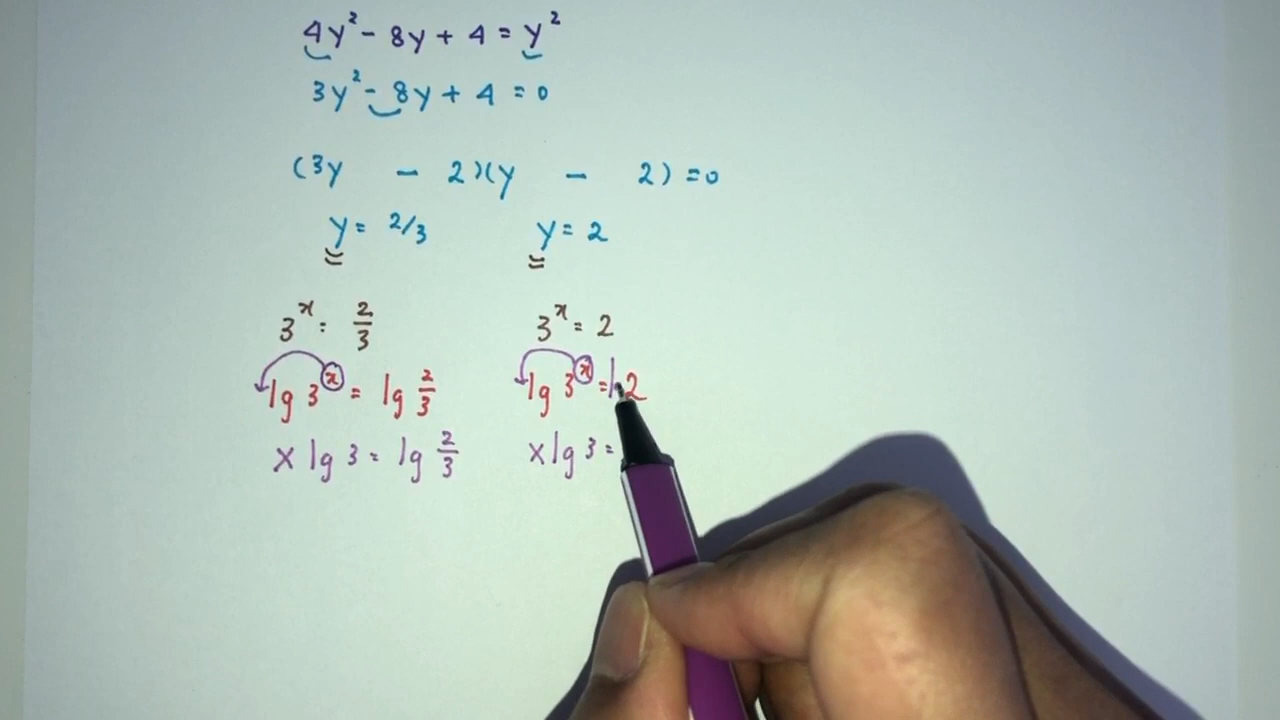 4y² - 8y + 4 = y²
3y² - 8y + 4 = 0
(3y - 2)(y - 2) = 0
y = 2/3 y = 2
3ˣ = 2/3 3ˣ = 2
lg 3ˣ = lg 2/3 lg 3ˣ = l 2
x lg 3 = lg 2/3 x lg 3 =